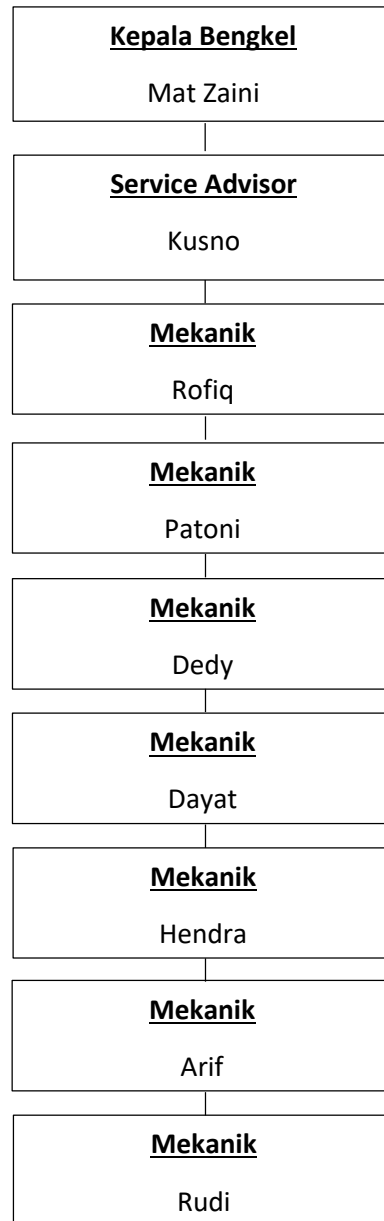 Kepala Bengkel
Mat Zaini
Service Advisor
Kusno
Mekanik
Rofiq
Mekanik
Patoni
Mekanik
Dedy
Mekanik
Dayat
Mekanik
Hendra
Mekanik
Arif
Mekanik
Rudi